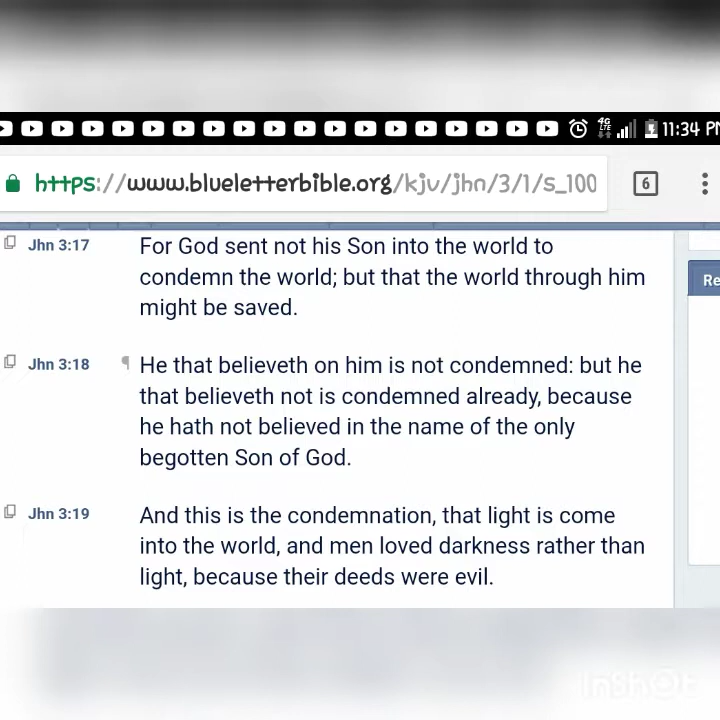 4G
LTE
11:34 PM
https://www.blueletterbible.org/kjv/jhn/3/1/s_100
6
Jhn 3:17
For God sent not his Son into the world to
condemn the world; but that the world through him
might be saved.
Re
Jhn 3:18
¶ He that believeth on him is not condemned: but he
that believeth not is condemned already, because
he hath not believed in the name of the only
begotten Son of God.
Jhn 3:19
And this is the condemnation, that light is come
into the world, and men loved darkness rather than
light, because their deeds were evil.
InShOt